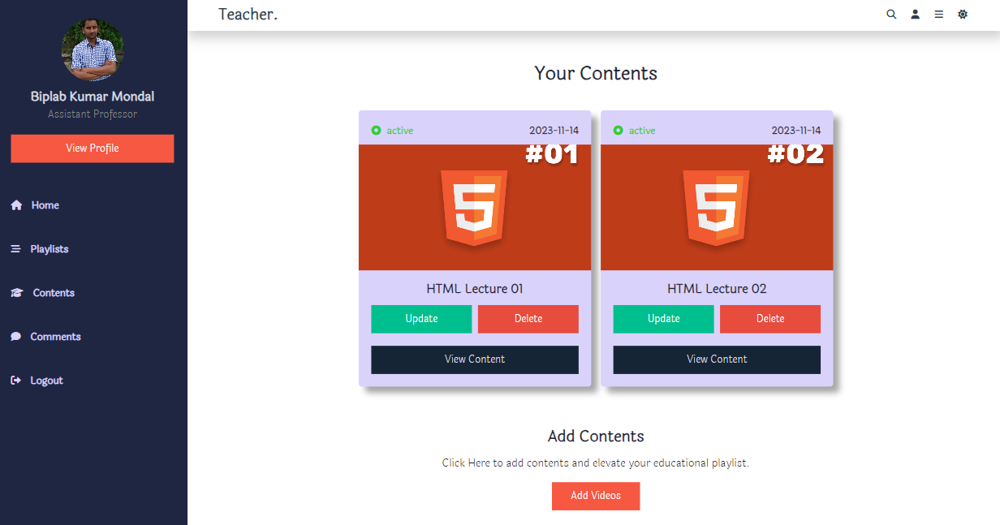 Teacher.
Biplab Kumar Mondal
Assistant Professor
View Profile
Home
Playlists
Contents
Comments
Logout
Your Contents
active 2023-11-14
#01
HTML Lecture 01
Update Delete
View Content
active 2023-11-14
#02
HTML Lecture 02
Update Delete
View Content
Add Contents
Click Here to add contents and elevate your educational playlist.
Add Videos